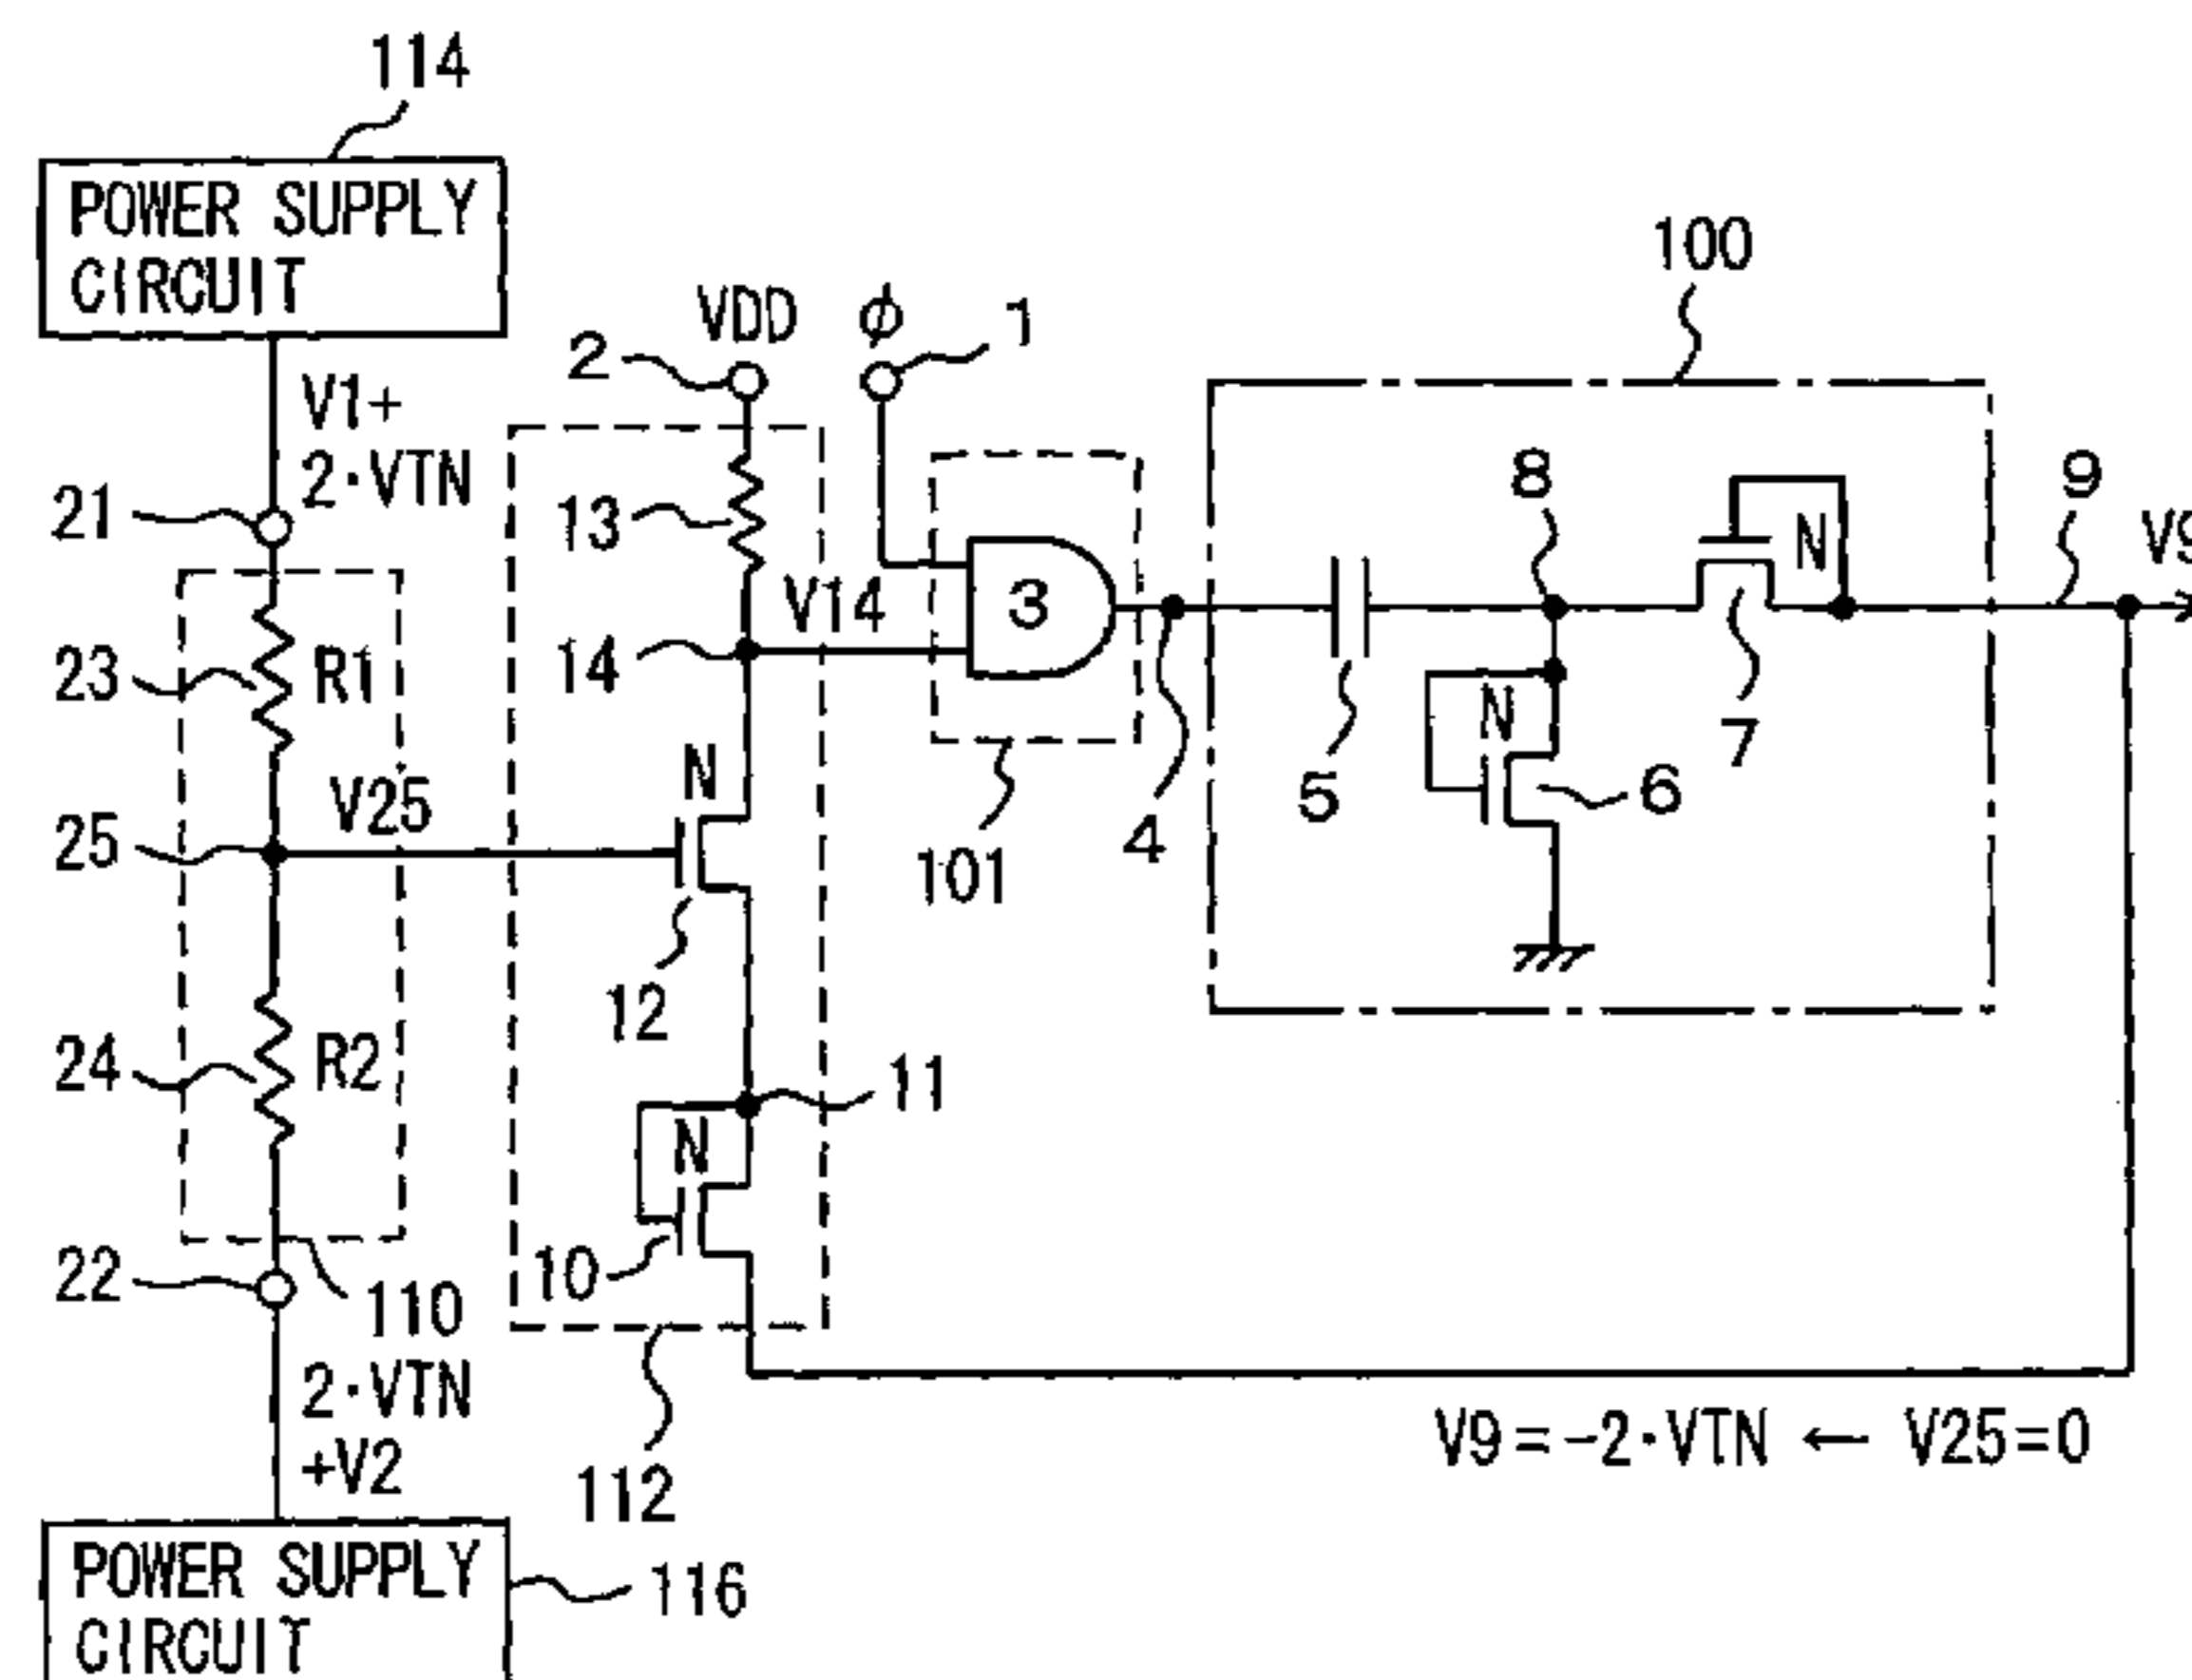 114
POWER SUPPLY
CIRCUIT
100
VDD
ϕ
1
2
V1+
2·VTN
21
13
8
9
N
V9
V14
3
14
23
R1
N
7
N
5
6
V25
25
4
101
12
24
R2
11
N
10
22
110
2·VTN
+V2
112
V9=-2·VTN ← V25=0
POWER SUPPLY
CIRCUIT
116